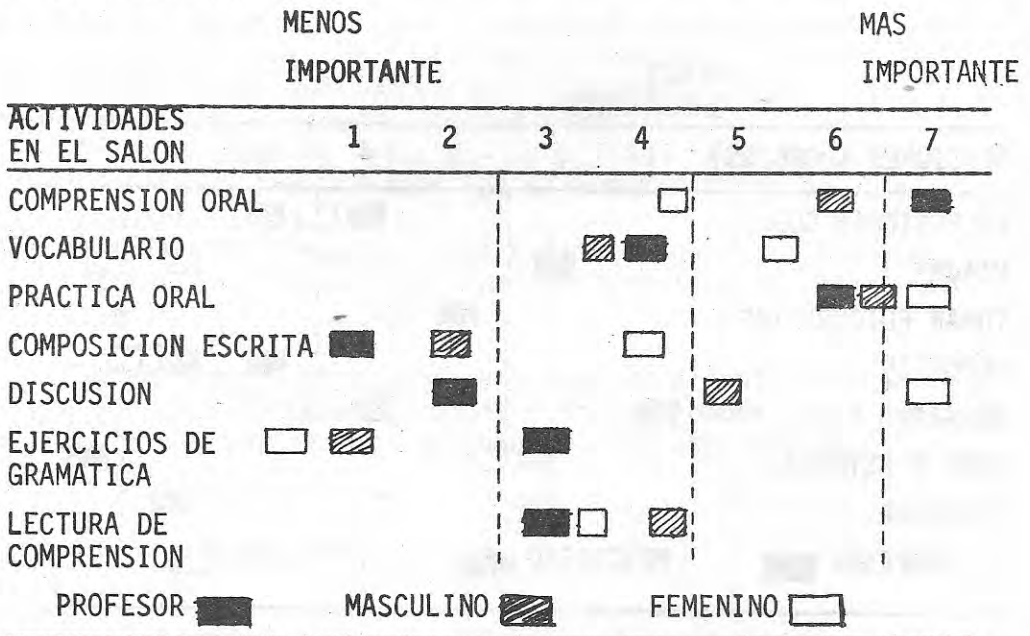 MENOS MAS
IMPORTANTE IMPORTANTE
ACTIVIDADES
EN EL SALON 1 2 3 4 5 6 7
COMPRENSION ORAL
VOCABULARIO
PRACTICA ORAL
COMPOSICION ESCRITA
DISCUSION
EJERCICIOS DE
GRAMATICA
LECTURA DE
COMPRENSION
PROFESOR MASCULINO FEMENINO